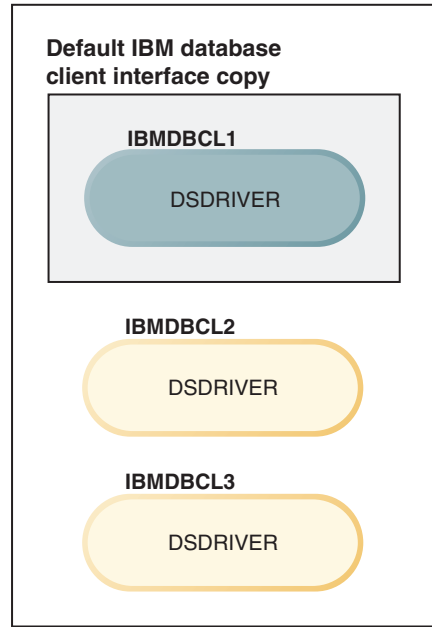 Default IBM database
client interface copy
IBMDBCL1
DSDRIVER
IBMDBCL2
DSDRIVER
IBMDBCL3
DSDRIVER